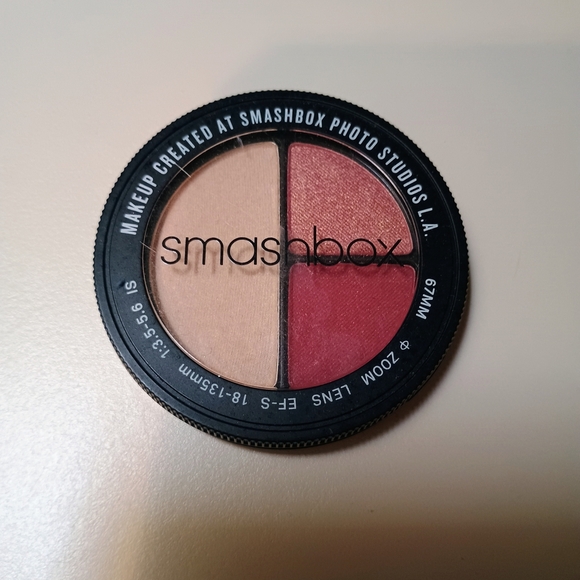 MAKEUP CREATED AT SMASHBOX PHOTO STUDIOS L.A.
smashbox
67MM ф ZOOM LENS EF-S 18-135mm 1:3.5-5.6 IS